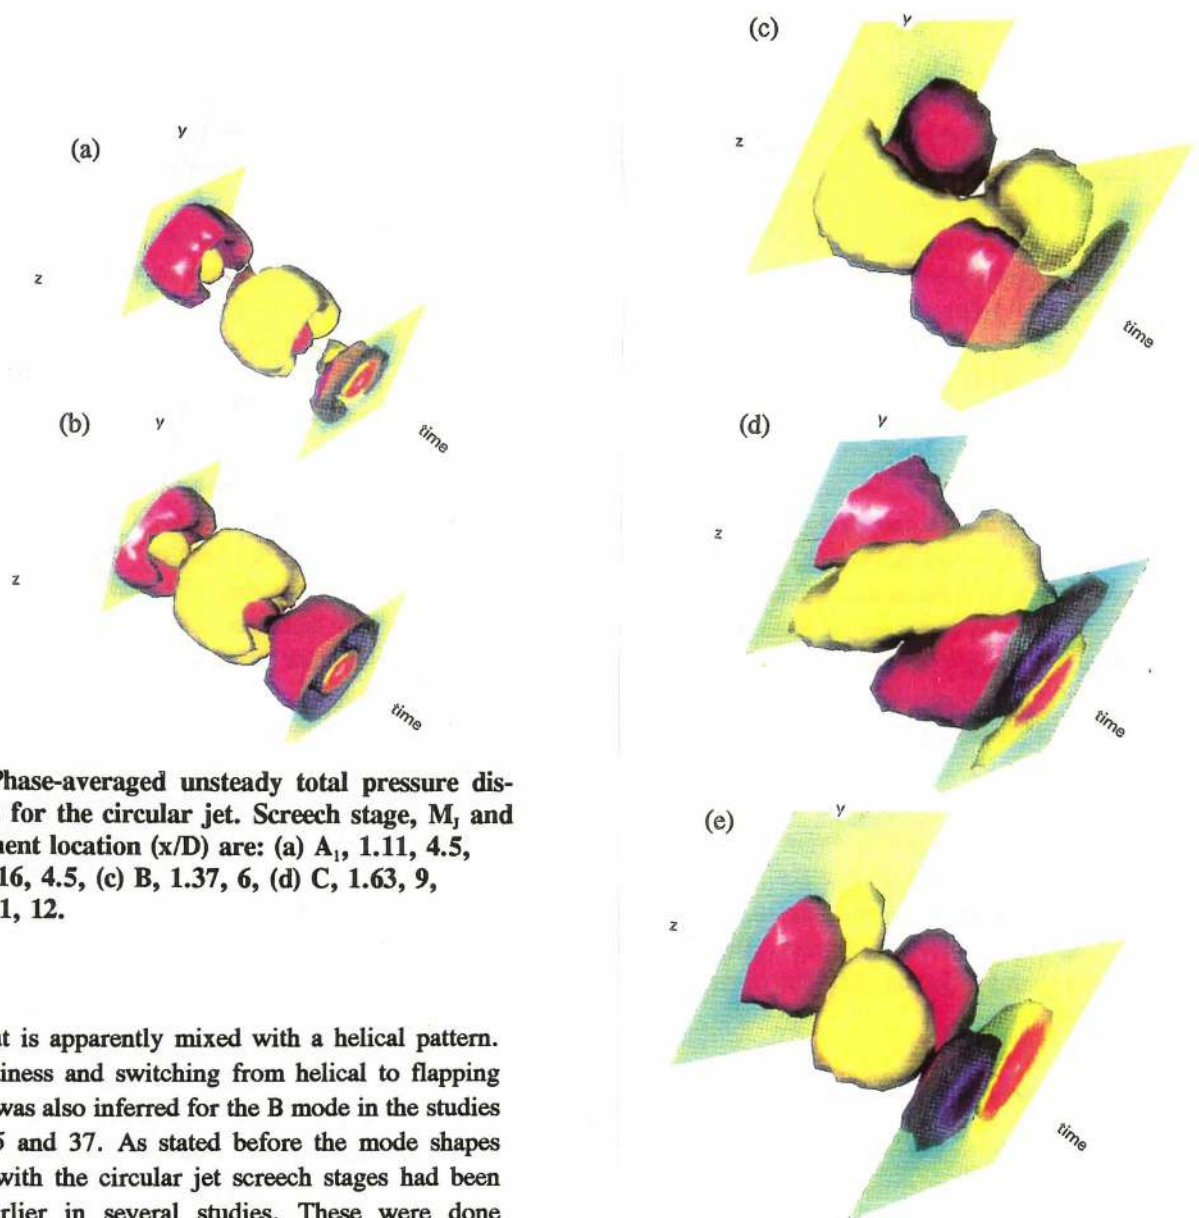 (a)
y
z
time
(b)
y
z
time
Phase-averaged unsteady total pressure dis-
for the circular jet. Screech stage, MJ and
nent location (x/D) are: (a) A1, 1.11, 4.5,
16, 4.5, (c) B, 1.37, 6, (d) C, 1.63, 9,
1, 12.
is apparently mixed with a helical pattern.
iness and switching from helical to flapping
was also inferred for the B mode in the studies
and 37. As stated before the mode shapes
with the circular jet screech stages had been
rlier in several studies. These were done
(c)
y
z
time
(d)
y
z
time
(e)
y
z
time